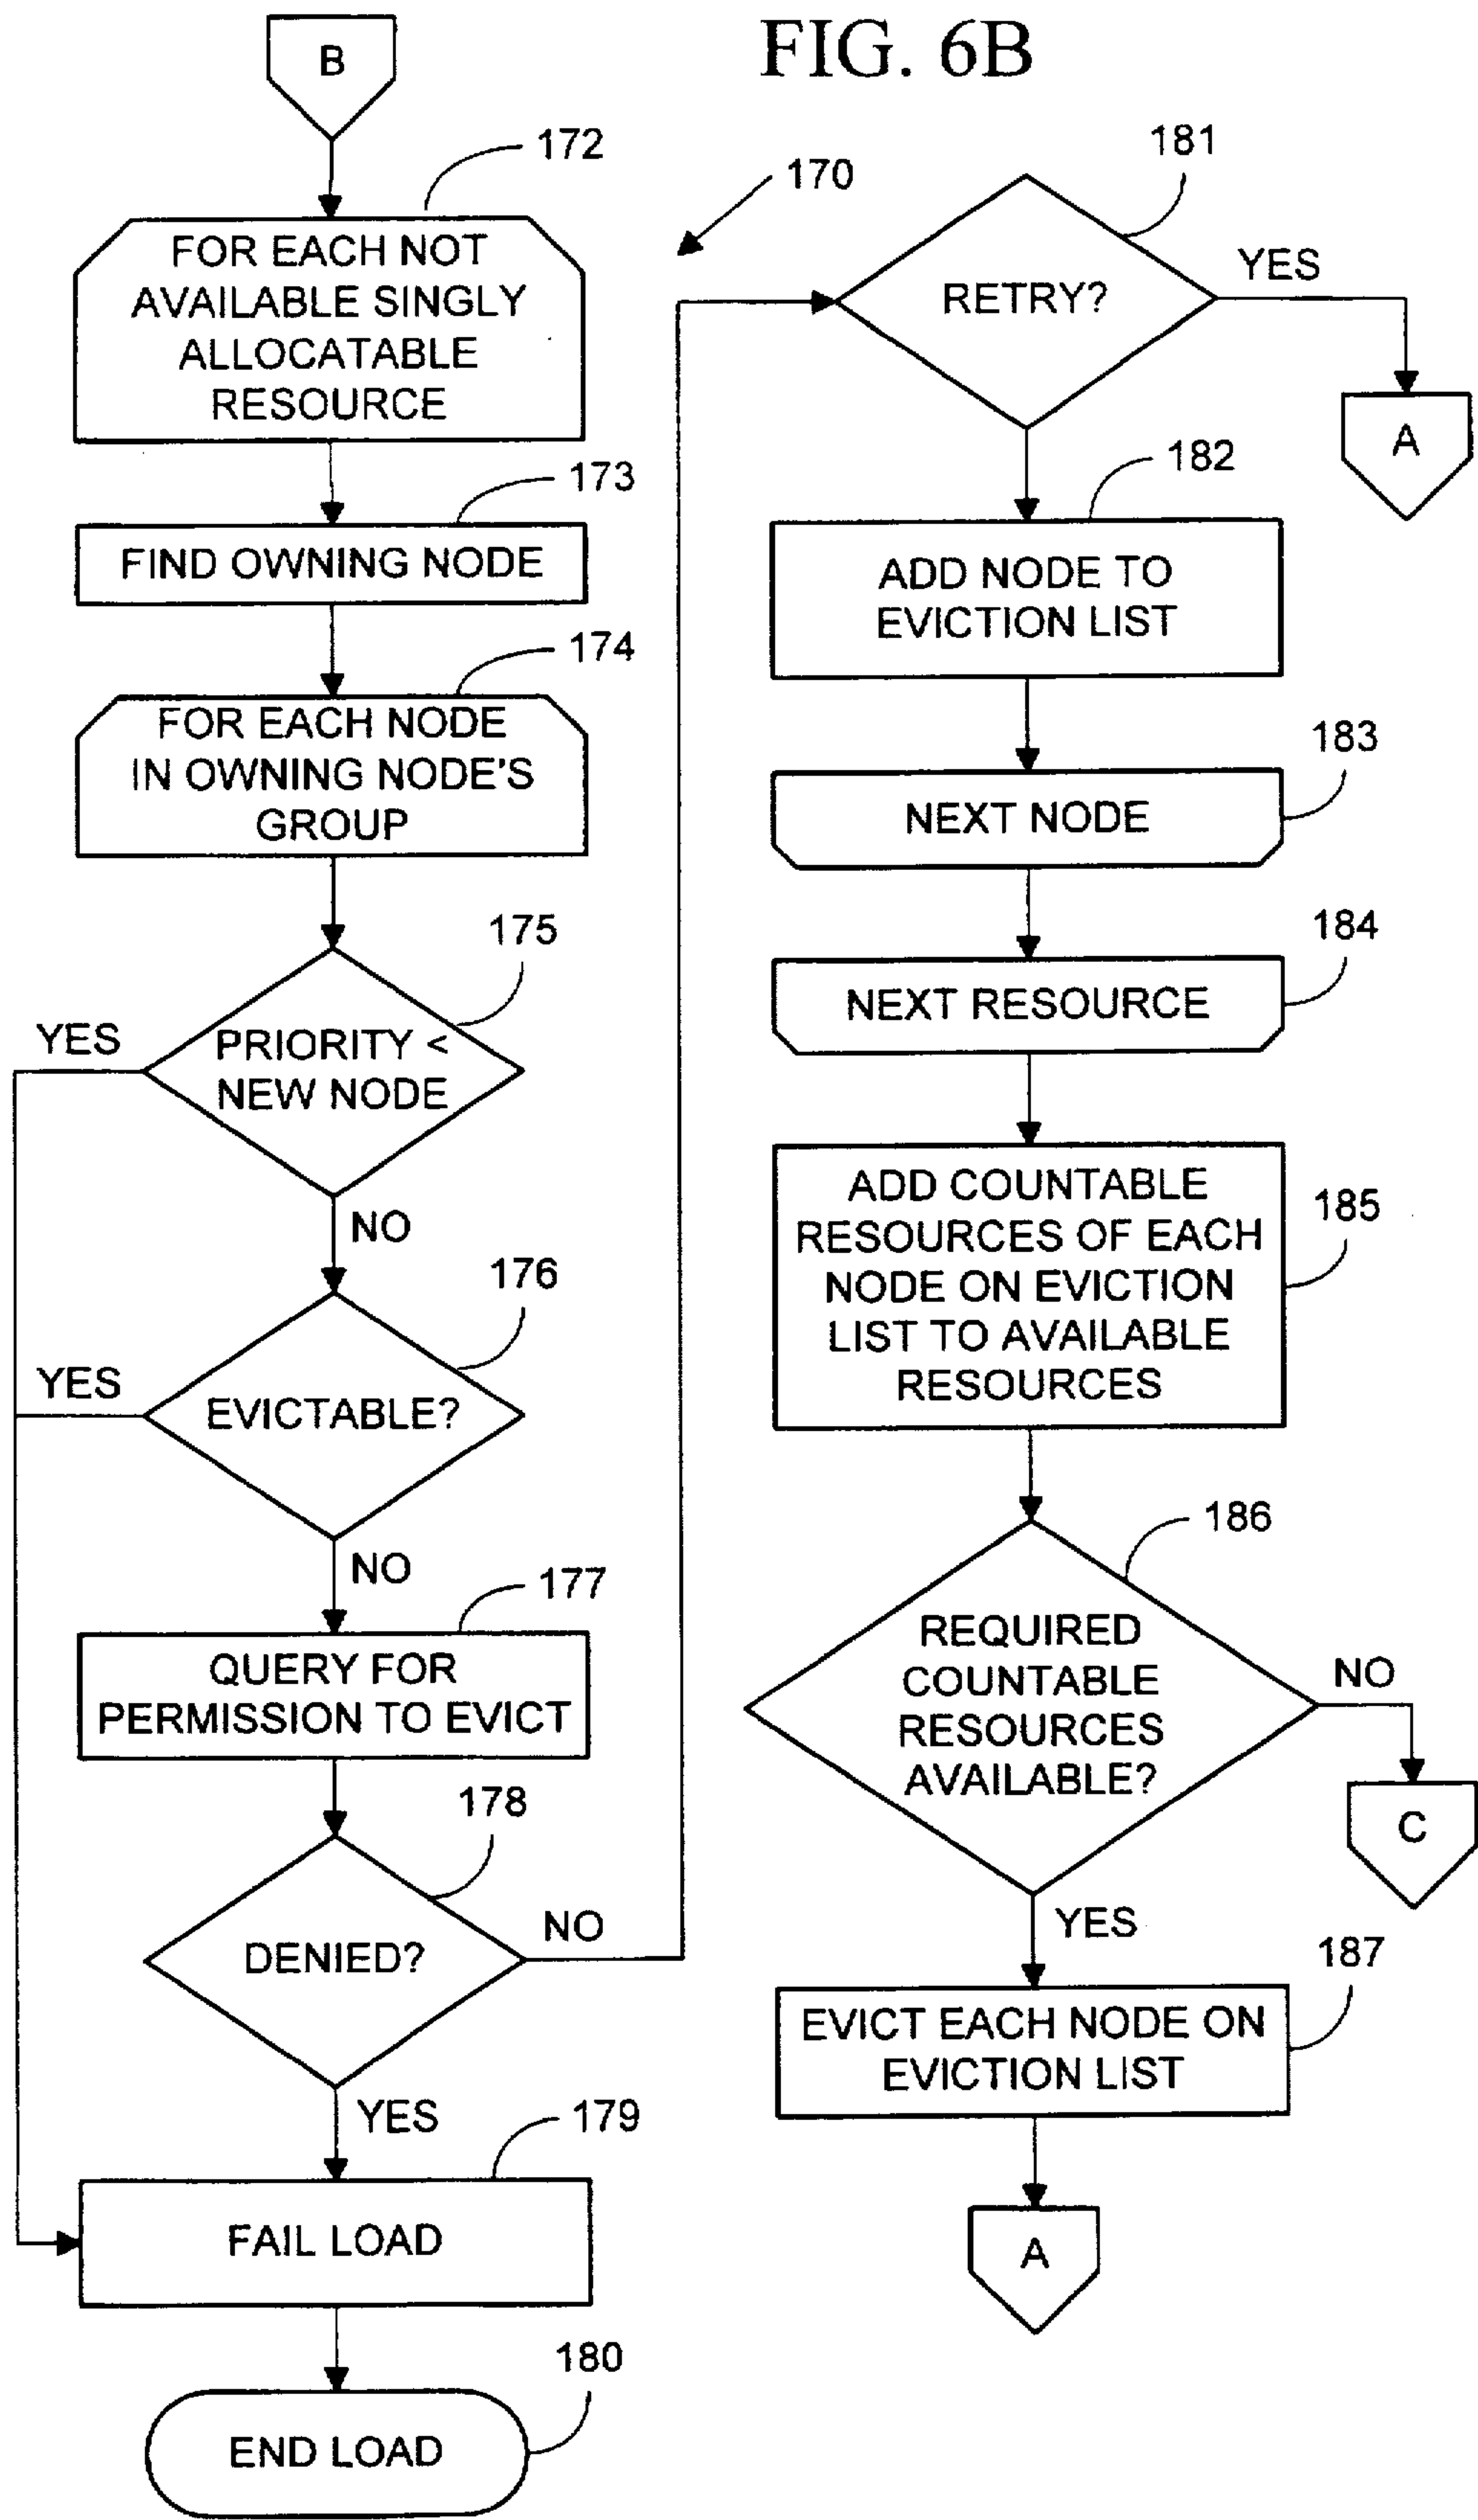 FIG. 6B
B
172
FOR EACH NOT
AVAILABLE SINGLY
ALLOCATABLE
RESOURCE
173
FIND OWNING NODE
174
FOR EACH NODE
IN OWNING NODE'S
GROUP
175
PRIORITY <
NEW NODE
YES
NO
176
EVICTABLE?
YES
NO
177
QUERY FOR
PERMISSION TO EVICT
178
DENIED?
NO
YES
179
FAIL LOAD
180
END LOAD
170
181
RETRY?
YES
A
182
ADD NODE TO
EVICTION LIST
183
NEXT NODE
184
NEXT RESOURCE
185
ADD COUNTABLE
RESOURCES OF EACH
NODE ON EVICTION
LIST TO AVAILABLE
RESOURCES
186
REQUIRED
COUNTABLE
RESOURCES
AVAILABLE?
NO
C
YES
187
EVICT EACH NODE ON
EVICTION LIST
A